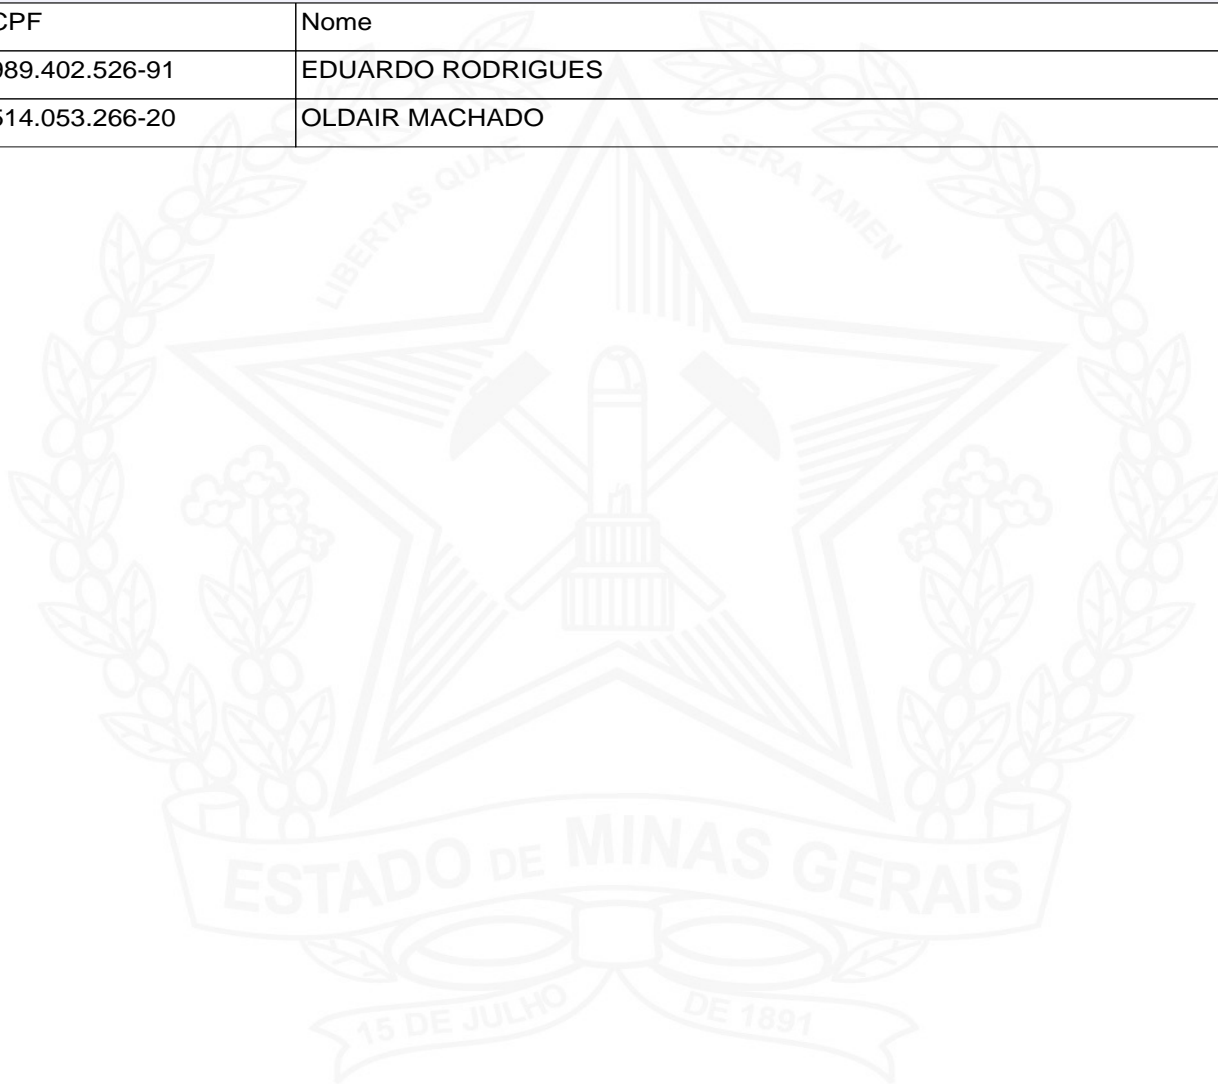 CPF Nome
989.402.526-91 EDUARDO RODRIGUES
514.053.266-20 OLDAIR MACHADO
LIBERTAS QUAE SERA TAMEN
ESTADO DE MINAS GERAIS
15 DE JULHO DE 1891